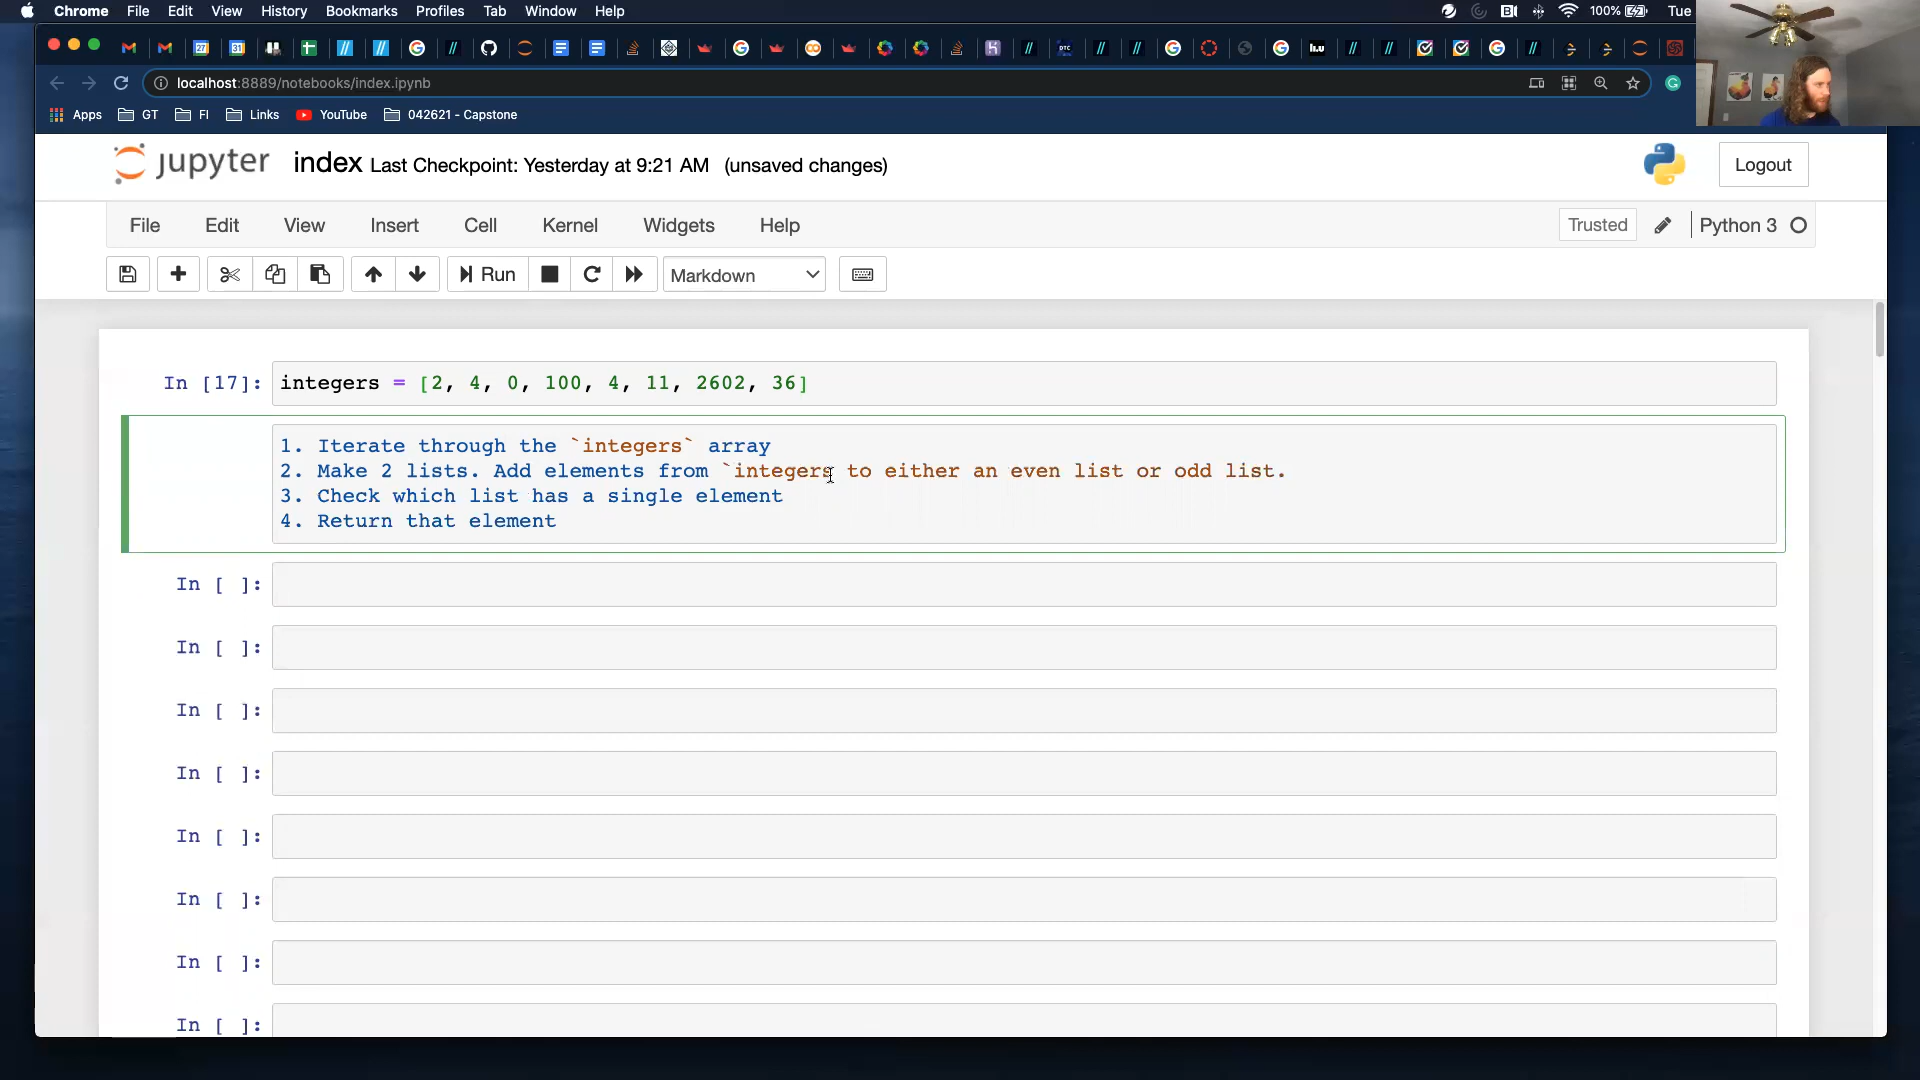 Chrome File Edit View History Bookmarks Profiles Tab Window Help 100% Tue
localhost:8889/notebooks/index.ipynb
Apps GT FI Links YouTube 042621 - Capstone
jupyter index Last Checkpoint: Yesterday at 9:21 AM (unsaved changes) Logout
File Edit View Insert Cell Kernel Widgets Help Trusted Python 3
Run Markdown
In [17]: integers = [2, 4, 0, 100, 4, 11, 2602, 36]
1. Iterate through the `integers` array
2. Make 2 lists. Add elements from `integers to either an even list or odd list.
3. Check which list has a single element
4. Return that element
In [ ]:
In [ ]:
In [ ]:
In [ ]:
In [ ]:
In [ ]:
In [ ]:
In [ ]: